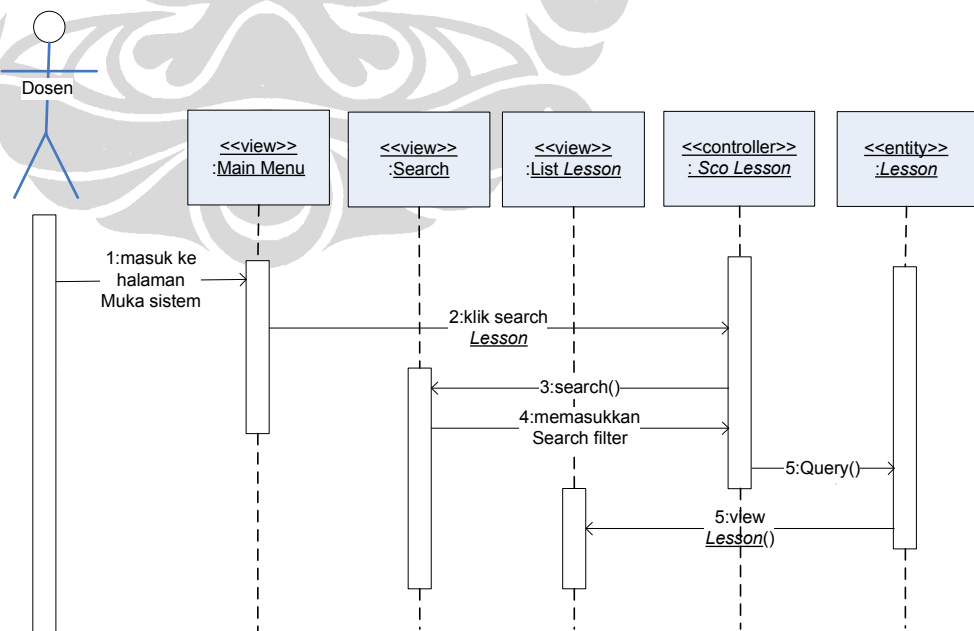 Dosen
<<view>>
:Main Menu
<<view>>
:Search
<<view>>
:List Lesson
<<controller>>
: Sco Lesson
<<entity>>
:Lesson
1:masuk ke
halaman
Muka sistem
2:klik search
Lesson
3:search()
4:memasukkan
Search filter
5:Query()
5:view
Lesson()